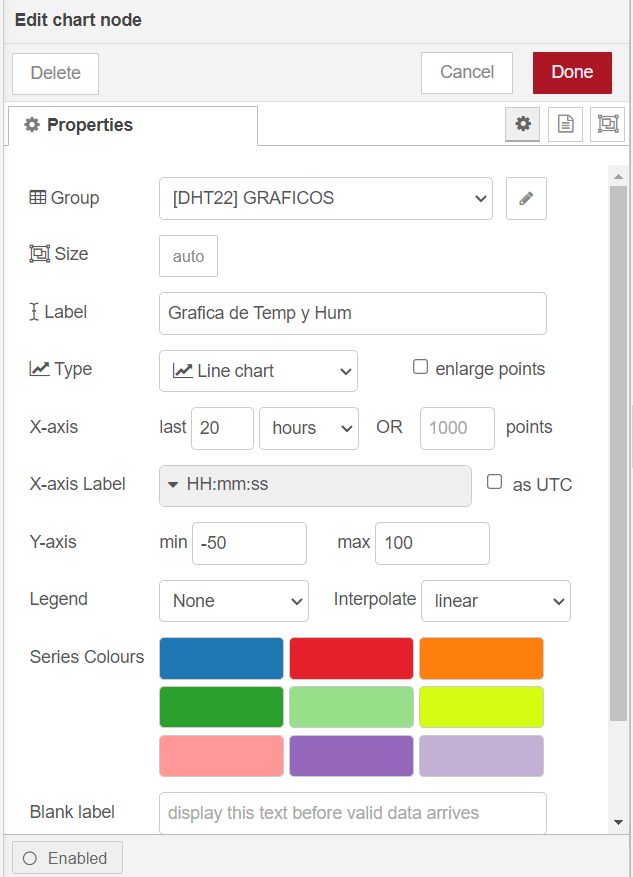 Edit chart node
Delete Cancel Done
Properties
Group [DHT22] GRAFICOS
Size auto
Label Grafica de Temp y Hum
Type Line chart enlarge points
X-axis last 20 hours OR 1000 points
X-axis Label HH:mm:ss as UTC
Y-axis min -50 max 100
Legend None Interpolate linear
Series Colours
Blank label display this text before valid data arrives
Enabled